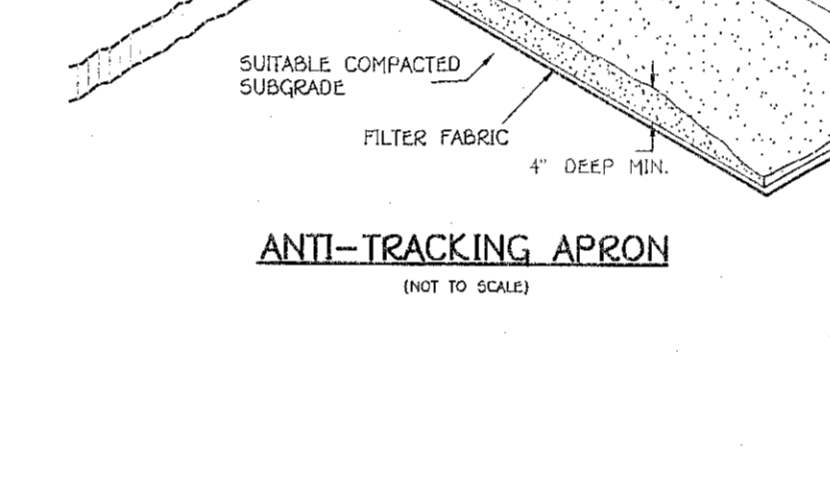 SUITABLE COMPACTED
SUBGRADE
FILTER FABRIC
4" DEEP MIN.
ANTI-TRACKING APRON
(NOT TO SCALE)